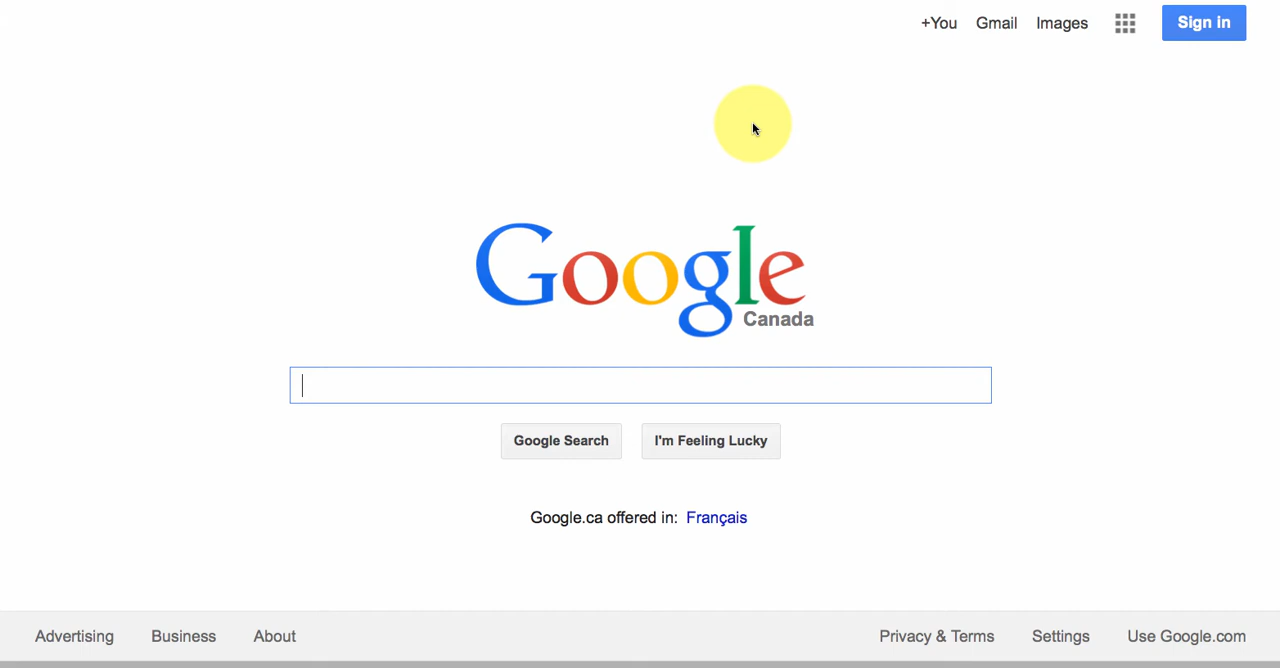 +You Gmail Images Sign in
Google
Canada
Google Search I'm Feeling Lucky
Google.ca offered in: Français
Advertising Business About Privacy & Terms Settings Use Google.com